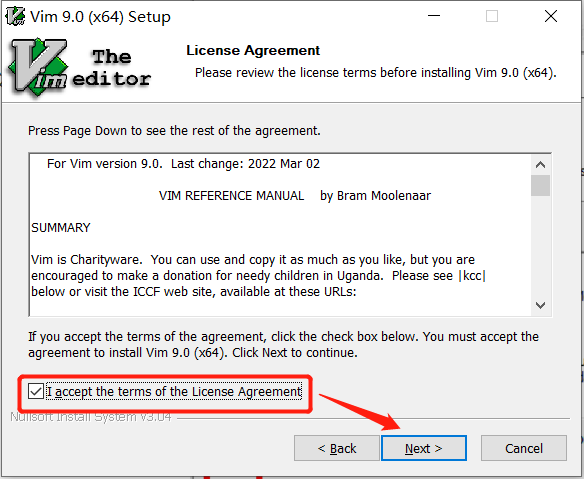 Vim 9.0 (x64) Setup
Vim The editor
License Agreement
Please review the license terms before installing Vim 9.0 (x64).
Press Page Down to see the rest of the agreement.
For Vim version 9.0.  Last change: 2022 Mar 02
VIM REFERENCE MANUAL    by Bram Moolenaar
SUMMARY
Vim is Charityware.  You can use and copy it as much as you like, but you are
encouraged to make a donation for needy children in Uganda.  Please see |kcc|
below or visit the ICCF web site, available at these URLs:
If you accept the terms of the agreement, click the check box below. You must accept the
agreement to install Vim 9.0 (x64). Click Next to continue.
I accept the terms of the License Agreement
Nullsoft Install System v3.04
< Back
Next >
Cancel